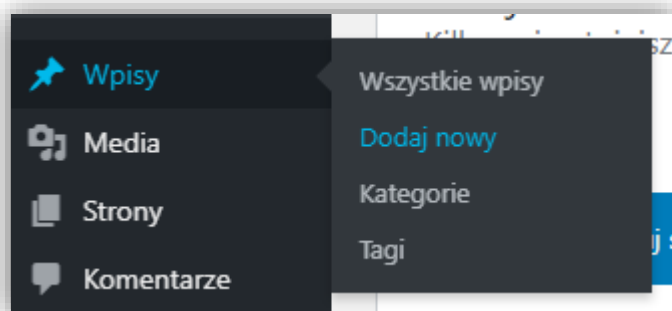 Wpisy
Media
Strony
Komentarze
Wszystkie wpisy
Dodaj nowy
Kategorie
Tagi